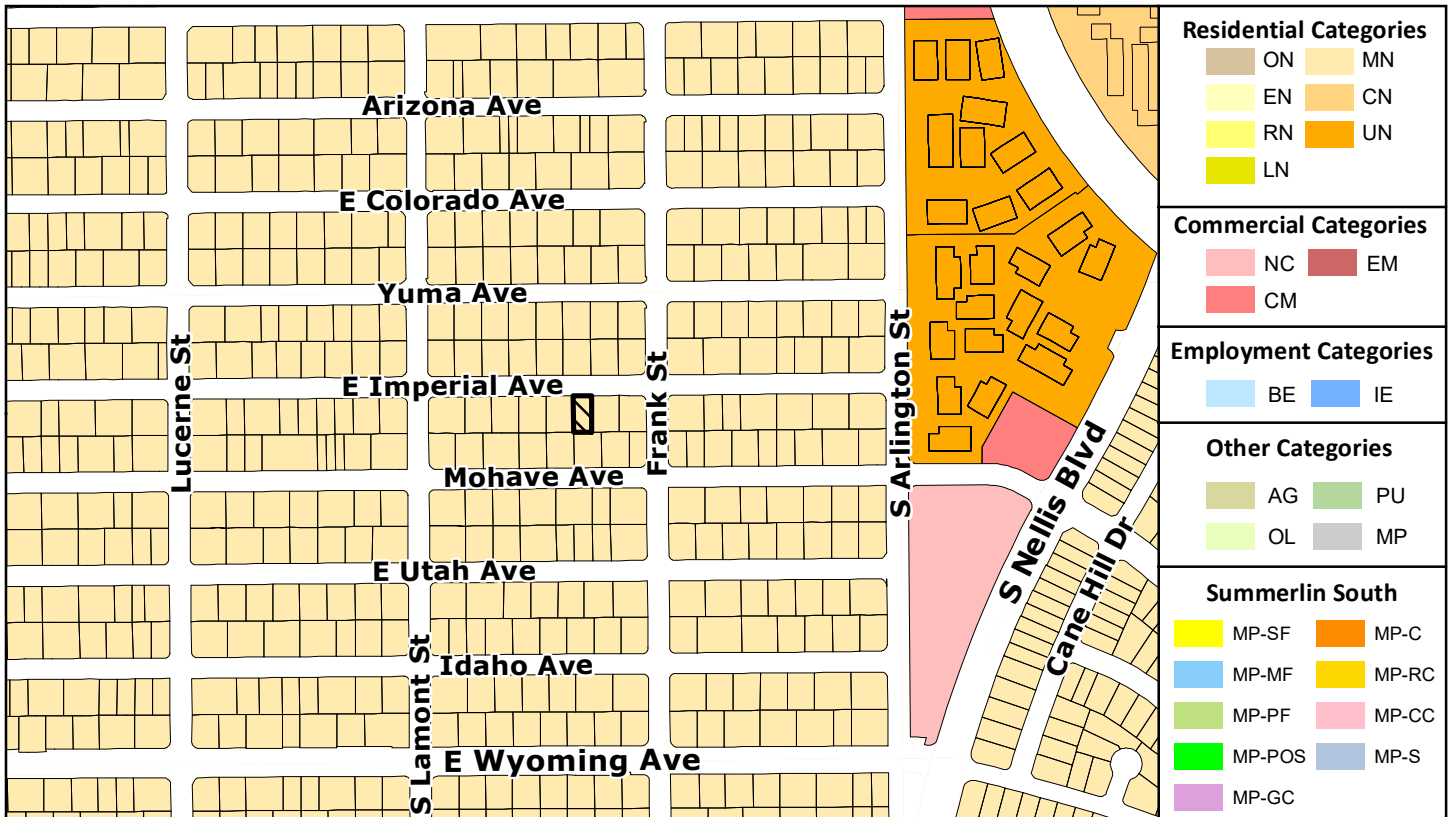 Arizona Ave
E Colorado Ave
Yuma Ave
E Imperial Ave
Mohave Ave
E Utah Ave
Idaho Ave
E Wyoming Ave
Lucerne St
S Lamont St
Frank St
S Arlington St
S Nellis Blvd
Cane Hill Dr
Residential Categories
ON MN
EN CN
RN UN
LN
Commercial Categories
NC EM
CM
Employment Categories
BE IE
Other Categories
AG PU
OL MP
Summerlin South
MP-SF MP-C
MP-MF MP-RC
MP-PF MP-CC
MP-POS MP-S
MP-GC